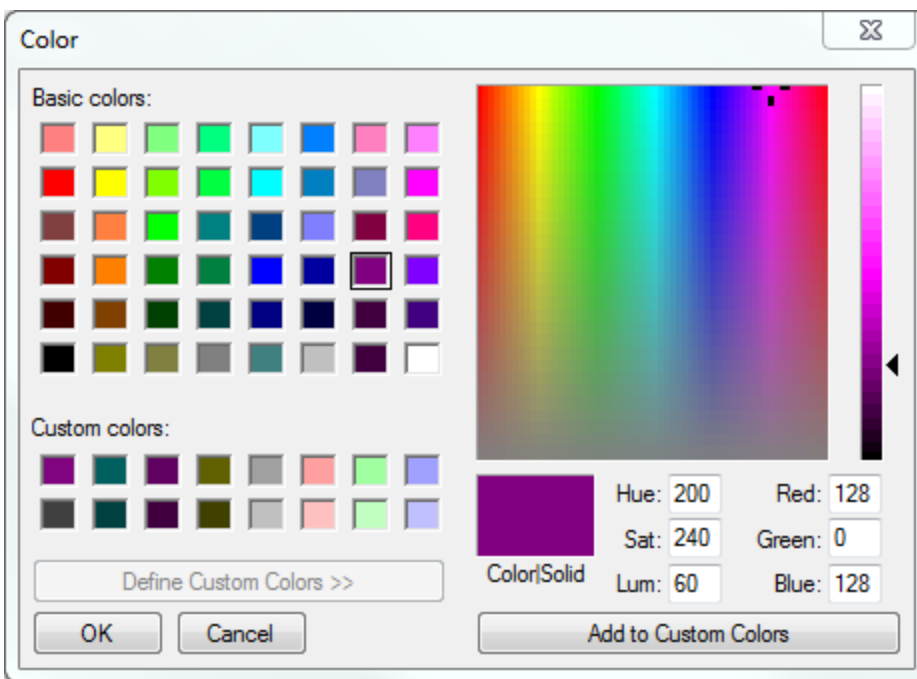 Color
Basic colors:
Custom colors:
Define Custom Colors >>
OK
Cancel
Color|Solid
Hue: 200
Sat: 240
Lum: 60
Red: 128
Green: 0
Blue: 128
Add to Custom Colors